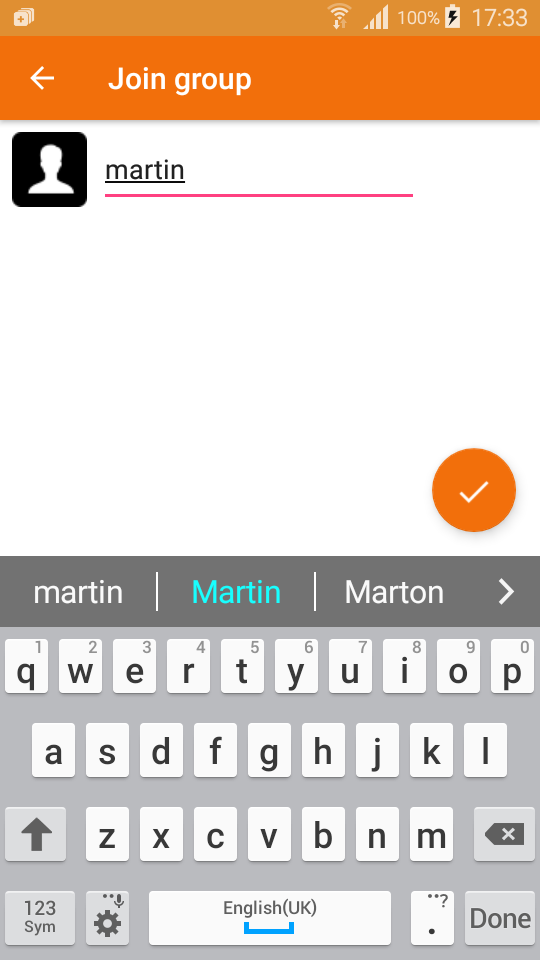 100% 17:33
Join group
martin
martin Martin Marton
1 2 3 4 5 6 7 8 9 0
q w e r t y u i o p
a s d f g h j k l
z x c v b n m
123 Sym English(UK) ..? . Done